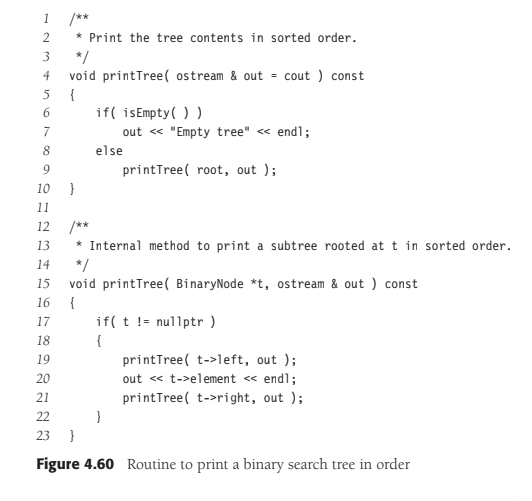 1 /**
2  * Print the tree contents in sorted order.
3  */
4 void printTree( ostream & out = cout ) const
5 {
6     if( isEmpty( ) )
7         out << "Empty tree" << endl;
8     else
9         printTree( root, out );
10 }
11
12 /**
13  * Internal method to print a subtree rooted at t in sorted order.
14  */
15 void printTree( BinaryNode *t, ostream & out ) const
16 {
17     if( t != nullptr )
18     {
19         printTree( t->left, out );
20         out << t->element << endl;
21         printTree( t->right, out );
22     }
23 }
Figure 4.60 Routine to print a binary search tree in order